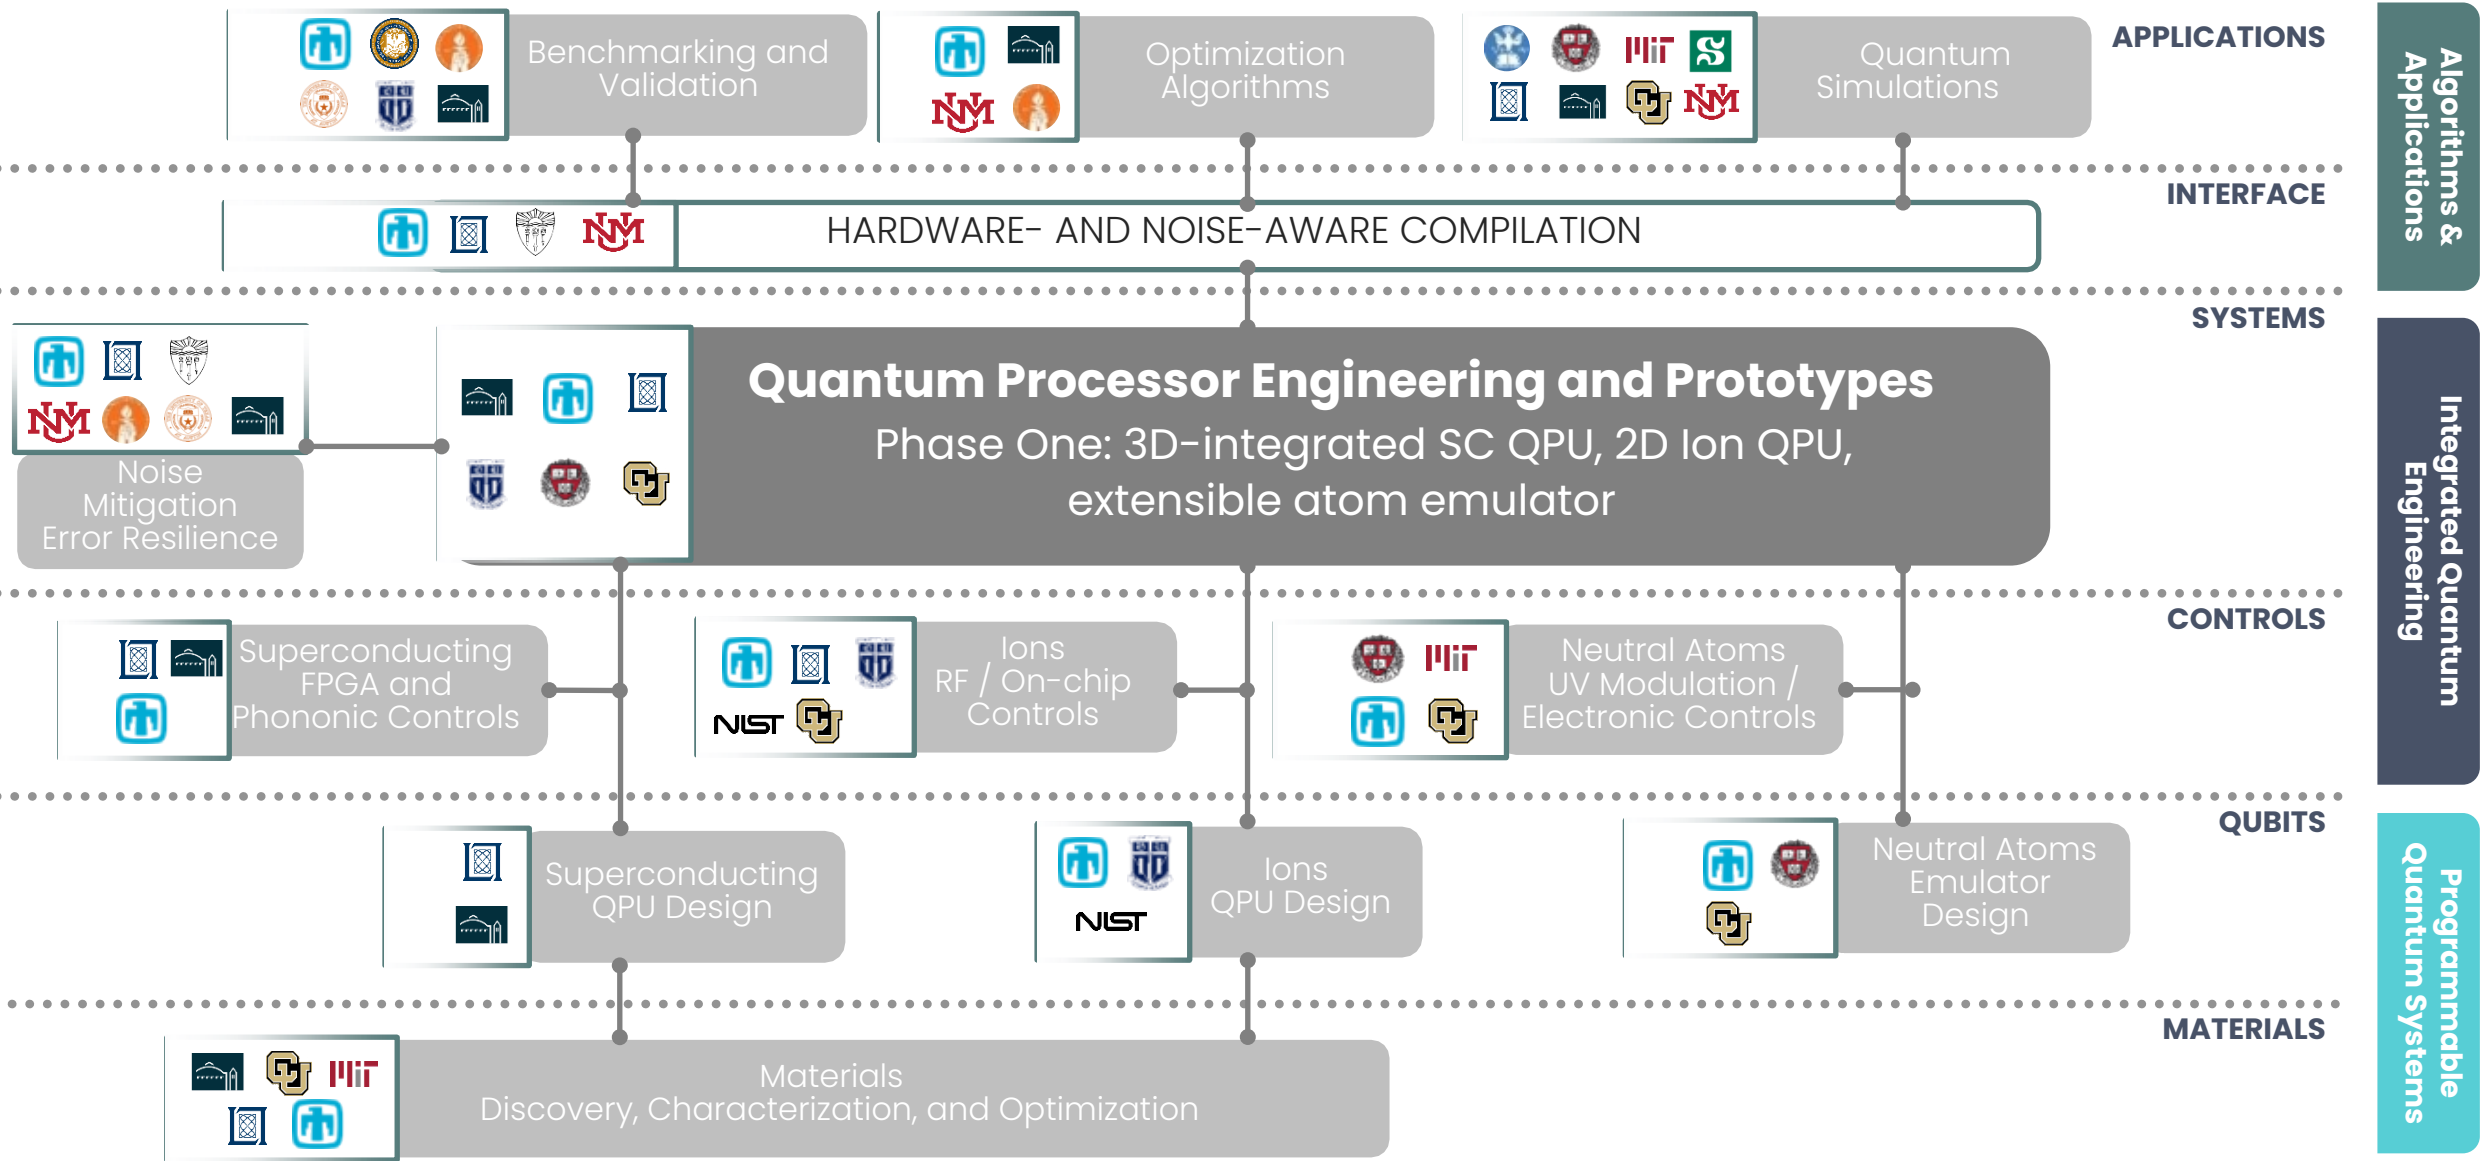 Benchmarking and
Validation
Optimization
Algorithms
MIT
Quantum
Simulations
APPLICATIONS
Algorithms &
Applications
INTERFACE
HARDWARE- AND NOISE-AWARE COMPILATION
SYSTEMS
Noise
Mitigation
Error Resilience
Quantum Processor Engineering and Prototypes
Phase One: 3D-integrated SC QPU, 2D Ion QPU,
extensible atom emulator
Integrated Quantum
Engineering
CONTROLS
Superconducting
FPGA and
Phononic Controls
NIST
Ions
RF / On-chip
Controls
MIT
Neutral Atoms
UV Modulation /
Electronic Controls
QUBITS
Superconducting
QPU Design
NIST
Ions
QPU Design
Neutral Atoms
Emulator
Design
Programmable
Quantum Systems
MATERIALS
MIT
Materials
Discovery, Characterization, and Optimization